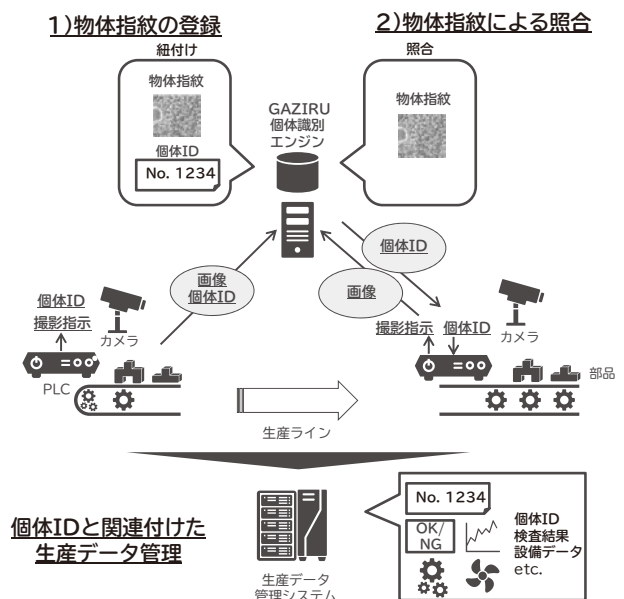 1)物体指紋の登録
2)物体指紋による照合
紐付け
物体指紋
個体ID
No. 1234
GAZIRU
個体識別
エンジン
照合
物体指紋
画像
個体ID
個体ID
画像
個体ID
撮影指示
カメラ
PLC
撮影指示 個体ID
カメラ
部品
生産ライン
個体IDと関連付けた
生産データ管理
生産データ
管理システム
No. 1234
OK/
NG
個体ID
検査結果
設備データ
etc.